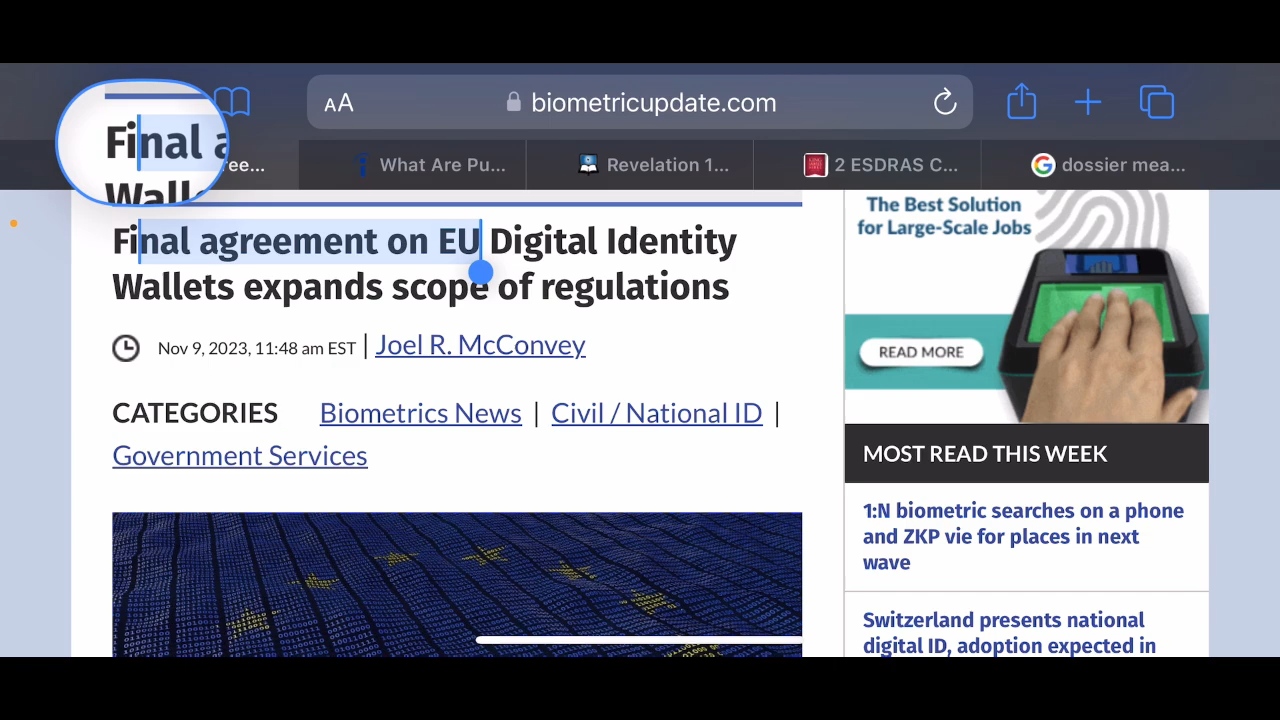 Final a
Walle
AA
biometricupdate.com
ree...
What Are Pu...
Revelation 1...
2 ESDRAS C...
dossier mea...
Final agreement on EU Digital Identity
Wallets expands scope of regulations
Nov 9, 2023, 11:48 am EST | Joel R. McConvey
CATEGORIES Biometrics News | Civil / National ID |
Government Services
The Best Solution
for Large-Scale Jobs
READ MORE
MOST READ THIS WEEK
1:N biometric searches on a phone
and ZKP vie for places in next
wave
Switzerland presents national
digital ID, adoption expected in